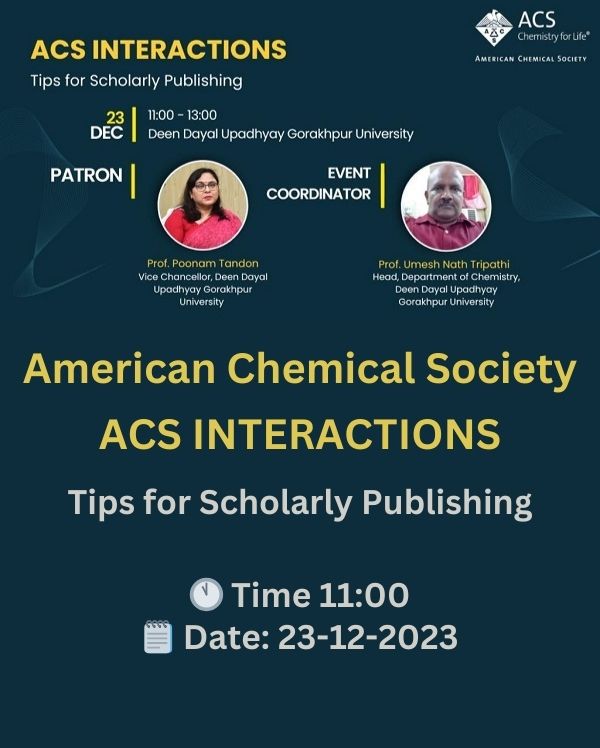 ACS
Chemistry for Life®
AMERICAN CHEMICAL SOCIETY
ACS INTERACTIONS
Tips for Scholarly Publishing
23
DEC
11:00 - 13:00
Deen Dayal Upadhyay Gorakhpur University
PATRON
Prof. Poonam Tandon
Vice Chancellor, Deen Dayal
Upadhyay Gorakhpur
University
EVENT
COORDINATOR
Prof. Umesh Nath Tripathi
Head, Department of Chemistry,
Deen Dayal Upadhyay
Gorakhpur University
American Chemical Society
ACS INTERACTIONS
Tips for Scholarly Publishing
Time 11:00
Date: 23-12-2023